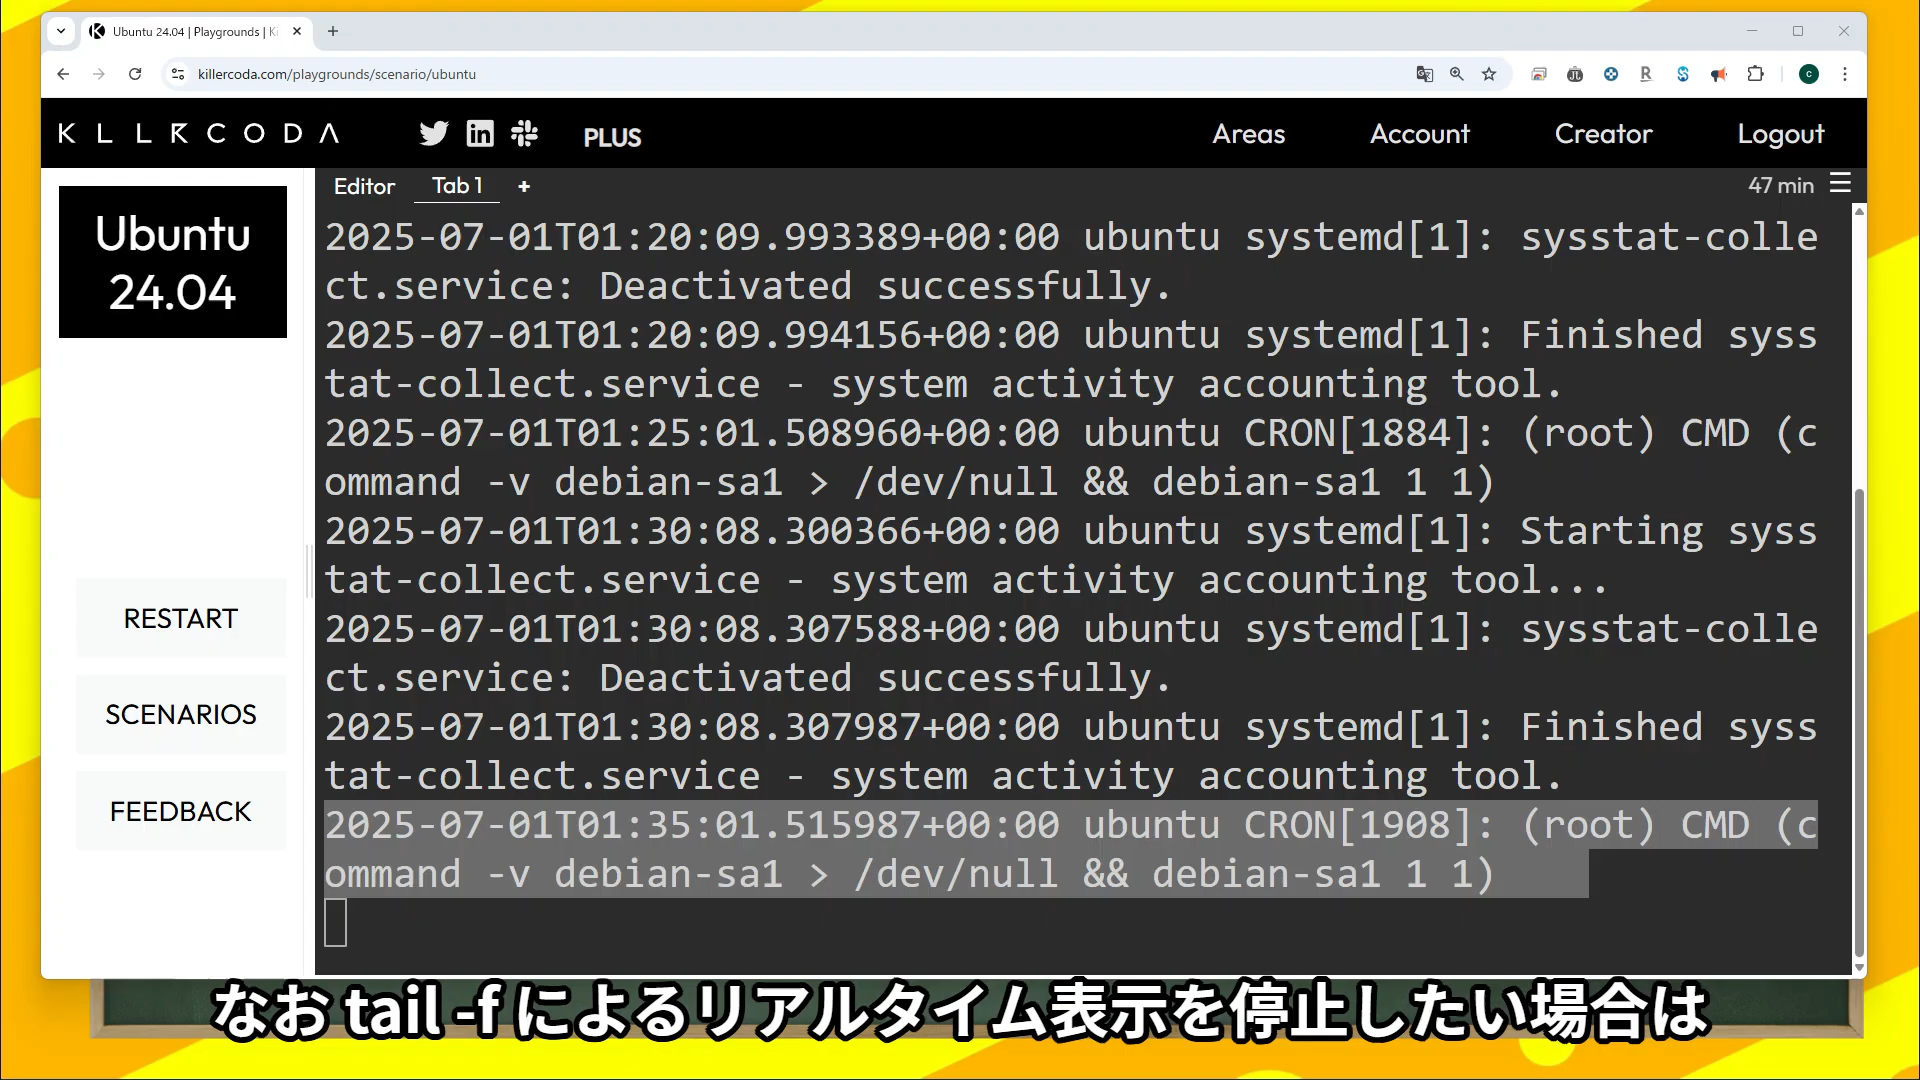 Ubuntu 24.04 | Playgrounds | Ki
killercoda.com/playgrounds/scenario/ubuntu
KLLRCODA
PLUS
Areas
Account
Creator
Logout
Ubuntu
24.04
RESTART
SCENARIOS
FEEDBACK
Editor
Tab 1
+
47 min
2025-07-01T01:20:09.993389+00:00 ubuntu systemd[1]: sysstat-colle
ct.service: Deactivated successfully.
2025-07-01T01:20:09.994156+00:00 ubuntu systemd[1]: Finished syss
tat-collect.service - system activity accounting tool.
2025-07-01T01:25:01.508960+00:00 ubuntu CRON[1884]: (root) CMD (c
ommand -v debian-sa1 > /dev/null && debian-sa1 1 1)
2025-07-01T01:30:08.300366+00:00 ubuntu systemd[1]: Starting syss
tat-collect.service - system activity accounting tool...
2025-07-01T01:30:08.307588+00:00 ubuntu systemd[1]: sysstat-colle
ct.service: Deactivated successfully.
2025-07-01T01:30:08.307987+00:00 ubuntu systemd[1]: Finished syss
tat-collect.service - system activity accounting tool.
2025-07-01T01:35:01.515987+00:00 ubuntu CRON[1908]: (root) CMD (c
ommand -v debian-sa1 > /dev/null && debian-sa1 1 1)
なお tail -f によるリアルタイム表示を停止したい場合は